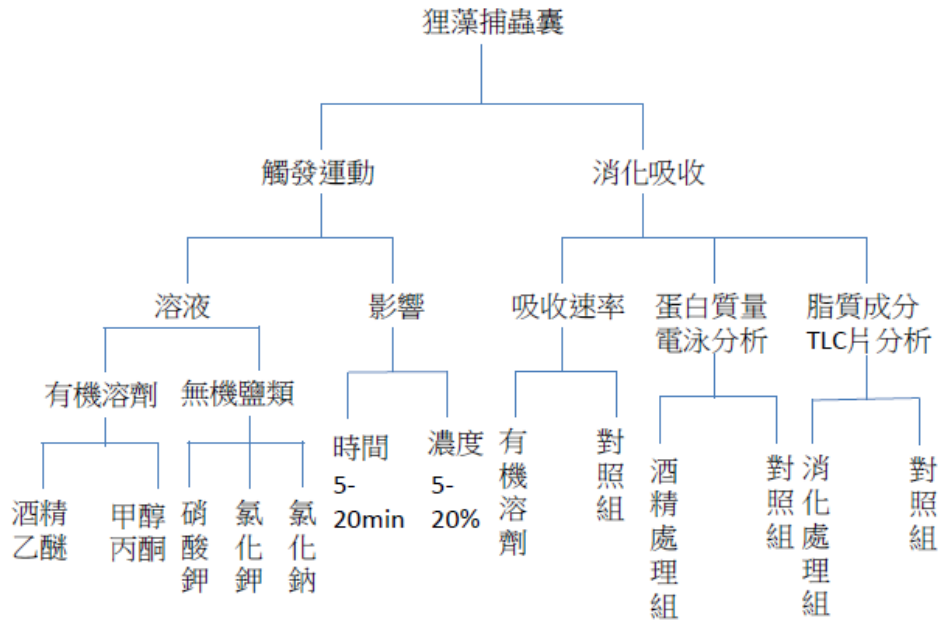 狸藻捕蟲囊
觸發運動
消化吸收
溶液
影響
吸收速率
蛋白質量
電泳分析
脂質成分
TLC片分析
有機溶劑
無機鹽類
時間
5-
20min
濃度
5-
20%
有機溶劑
對照組
酒精處理組
對照組
消化處理組
對照組
酒精
乙醚
甲醇
丙酮
硝酸鉀
氯化鉀
氯化鈉